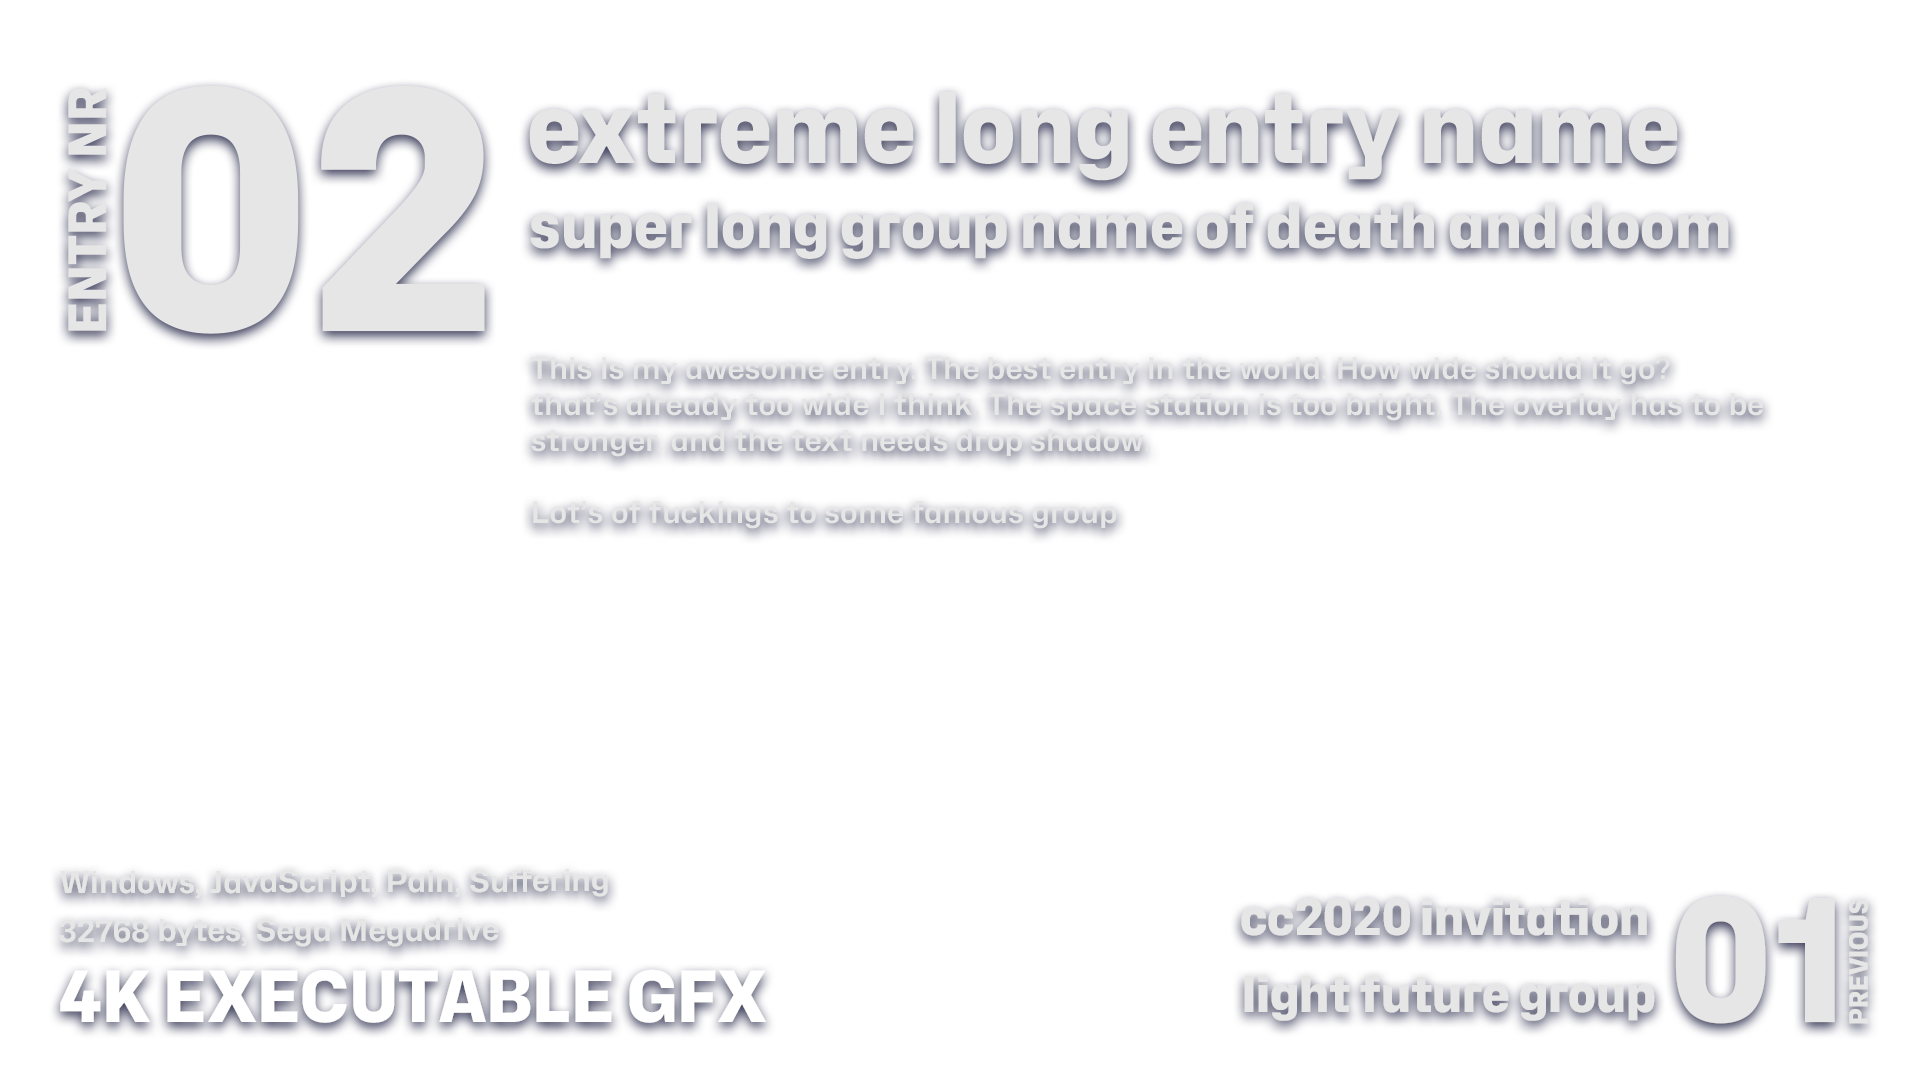 ENTRY NR
02
extreme long entry name
super long group name of death and doom
This is my awesome entry. The best entry in the world. How wide should it go?
that's already too wide I think. The space station is too bright. The overlay has to be
stronger. and the text needs drop shadow.
Lot's of fuckings to some famous group
Windows, JavaScript, Pain, Suffering
32768 bytes, Sega Megadrive
4K EXECUTABLE GFX
cc2020 invitation
light future group
01
PREVIOUS